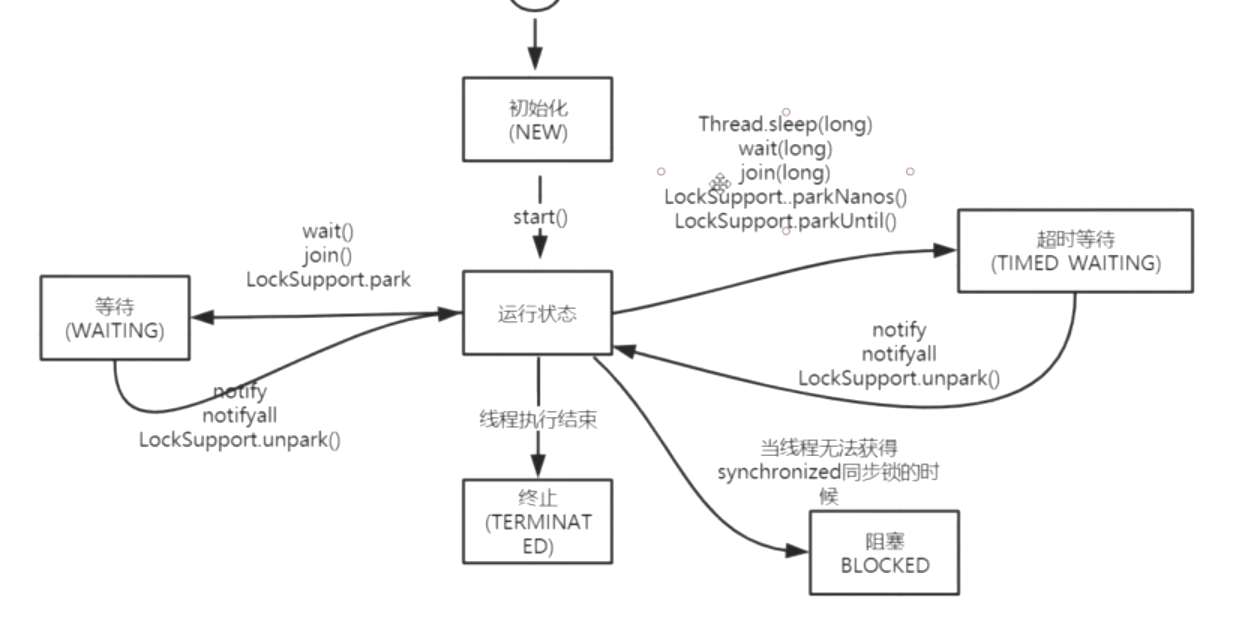 初始化
(NEW)
start()
Thread.sleep(long)
wait(long)
join(long)
LockSupport..parkNanos()
LockSupport.parkUntil()
wait()
join()
LockSupport.park
等待
(WAITING)
运行状态
超时等待
(TIMED WAITING)
notify
notifyall
LockSupport.unpark()
notify
notifyall
LockSupport.unpark()
线程执行结束
终止
(TERMINAT
ED)
当线程无法获得
synchronized同步锁的时
候
阻塞
BLOCKED